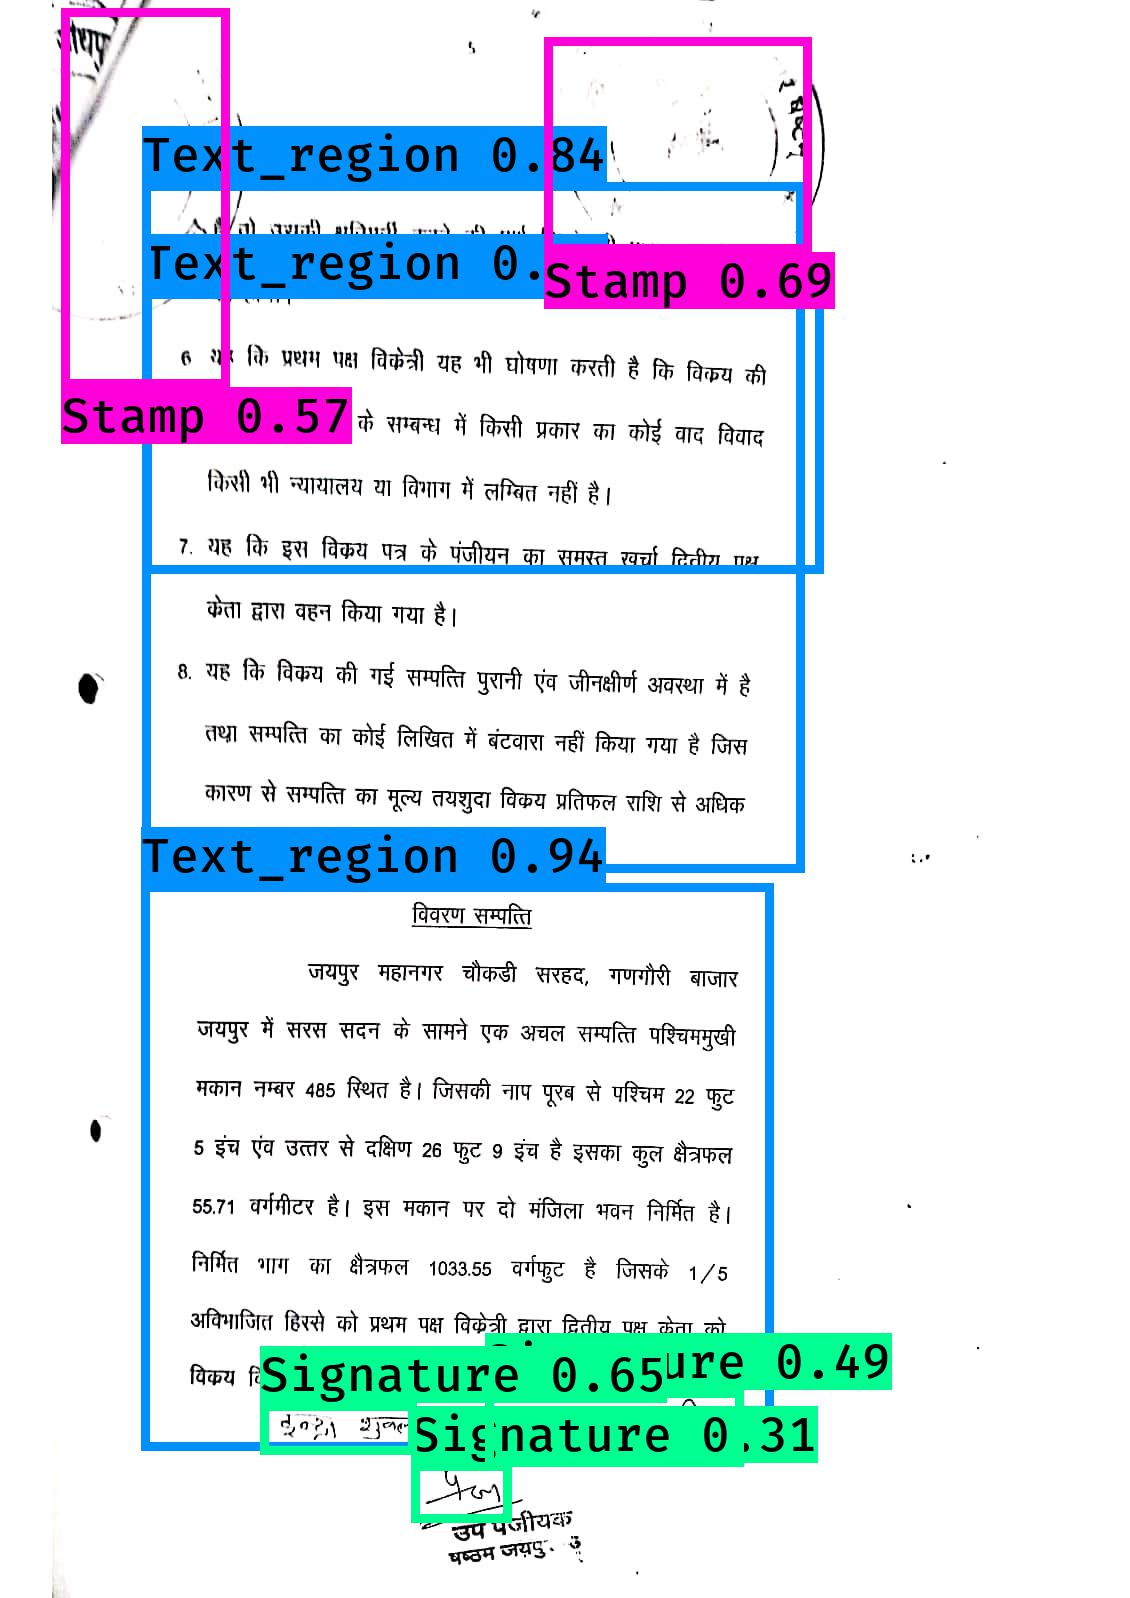 जोधपु
Text_region 0.84
Text_region 0.
Stamp 0.69
6 यह कि प्रथम पक्ष विक्रेत्री यह भी घोषणा करती है कि विक्रय की
Stamp 0.57
के सम्बन्ध में किसी प्रकार का कोई वाद विवाद
किसी भी न्यायालय या विभाग में लम्बित नहीं है।
7. यह कि इस विक्रय पत्र के पंजीयन का समस्त खर्चा द्वितीय पक्ष
क्रेता द्वारा वहन किया गया है।
8. यह कि विक्रय की गई सम्पत्ति पुरानी एंव जीनक्षीर्ण अवस्था में है
तथा सम्पत्ति का कोई लिखित में बंटवारा नहीं किया गया है जिस
कारण से सम्पत्ति का मूल्य तयशुदा विक्रय प्रतिफल राशि से अधिक
Text_region 0.94
विवरण सम्पत्ति
जयपुर महानगर चौकडी सरहद, गणगौरी बाजार
जयपुर में सरस सदन के सामने एक अचल सम्पत्ति पश्चिममुखी
मकान नम्बर 485 स्थित है। जिसकी नाप पूरब से पश्चिम 22 फुट
5 इंच एंव उत्तर से दक्षिण 26 फुट 9 इंच है इसका कुल क्षैत्रफल
55.71 वर्गमीटर है। इस मकान पर दो मंजिला भवन निर्मित है।
निर्मित भाग का क्षैत्रफल 1033.55 वर्गफुट है जिसके 1/5
अविभाजित हिस्से को प्रथम पक्ष विक्रेत्री द्वारा द्वितीय पक्ष क्रेता को
विक्रय
Signature 0.65
ure 0.49
Signature 0.31
उप पंजीयक
षष्ठम जयपु